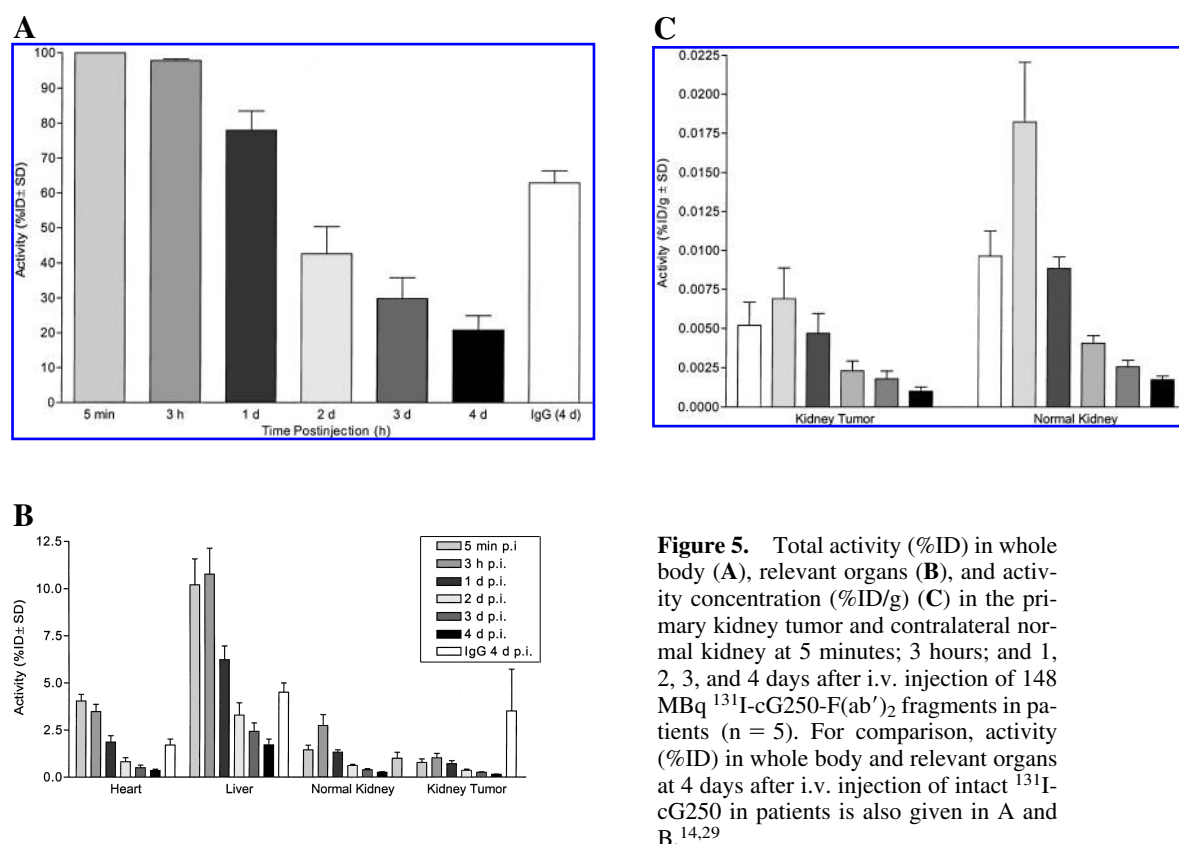 A
Activity (%ID± SD)
100
90
80
70
60
50
40
30
20
10
0
5 min 3 h 1 d 2 d 3 d 4 d IgG (4 d)
Time Postinjection (h)
C
Activity (%ID/g ± SD)
0.0225
0.0200
0.0175
0.0150
0.0125
0.0100
0.0075
0.0050
0.0025
0.0000
Kidney Tumor Normal Kidney
B
Activity (%ID± SD)
12.5
10.0
7.5
5.0
2.5
0.0
5 min p.i
3 h p.i.
1 d p.i.
2 d p.i.
3 d p.i.
4 d p.i.
IgG 4 d p.i.
Heart Liver Normal Kidney Kidney Tumor
Figure 5. Total activity (%ID) in whole
body (A), relevant organs (B), and activ-
ity concentration (%ID/g) (C) in the pri-
mary kidney tumor and contralateral nor-
mal kidney at 5 minutes; 3 hours; and 1,
2, 3, and 4 days after i.v. injection of 148
MBq ¹³¹I-cG250-F(ab′)₂ fragments in pa-
tients (n = 5). For comparison, activity
(%ID) in whole body and relevant organs
at 4 days after i.v. injection of intact ¹³¹I-
cG250 in patients is also given in A and
B.¹⁴,²⁹